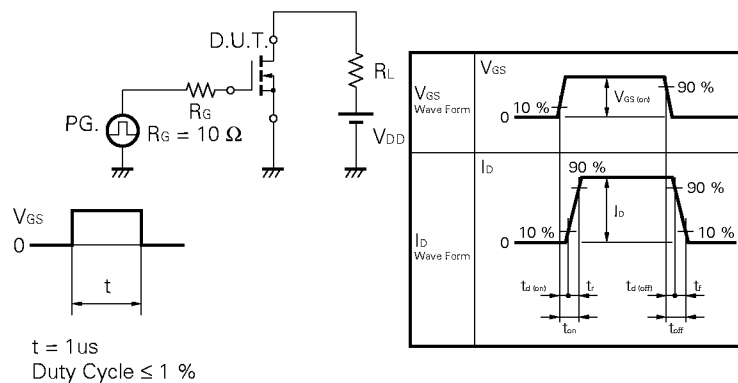 D.U.T.
RL
RG
PG.
RG = 10 Ω
VDD
VGS
0
t
t = 1us
Duty Cycle ≤ 1 %
VGS
Wave Form
VGS
10 %
VGS (on)
90 %
0
ID
Wave Form
ID
90 %
90 %
10 %
ID
10 %
0
td (on)
tr
td (off)
tf
ton
toff